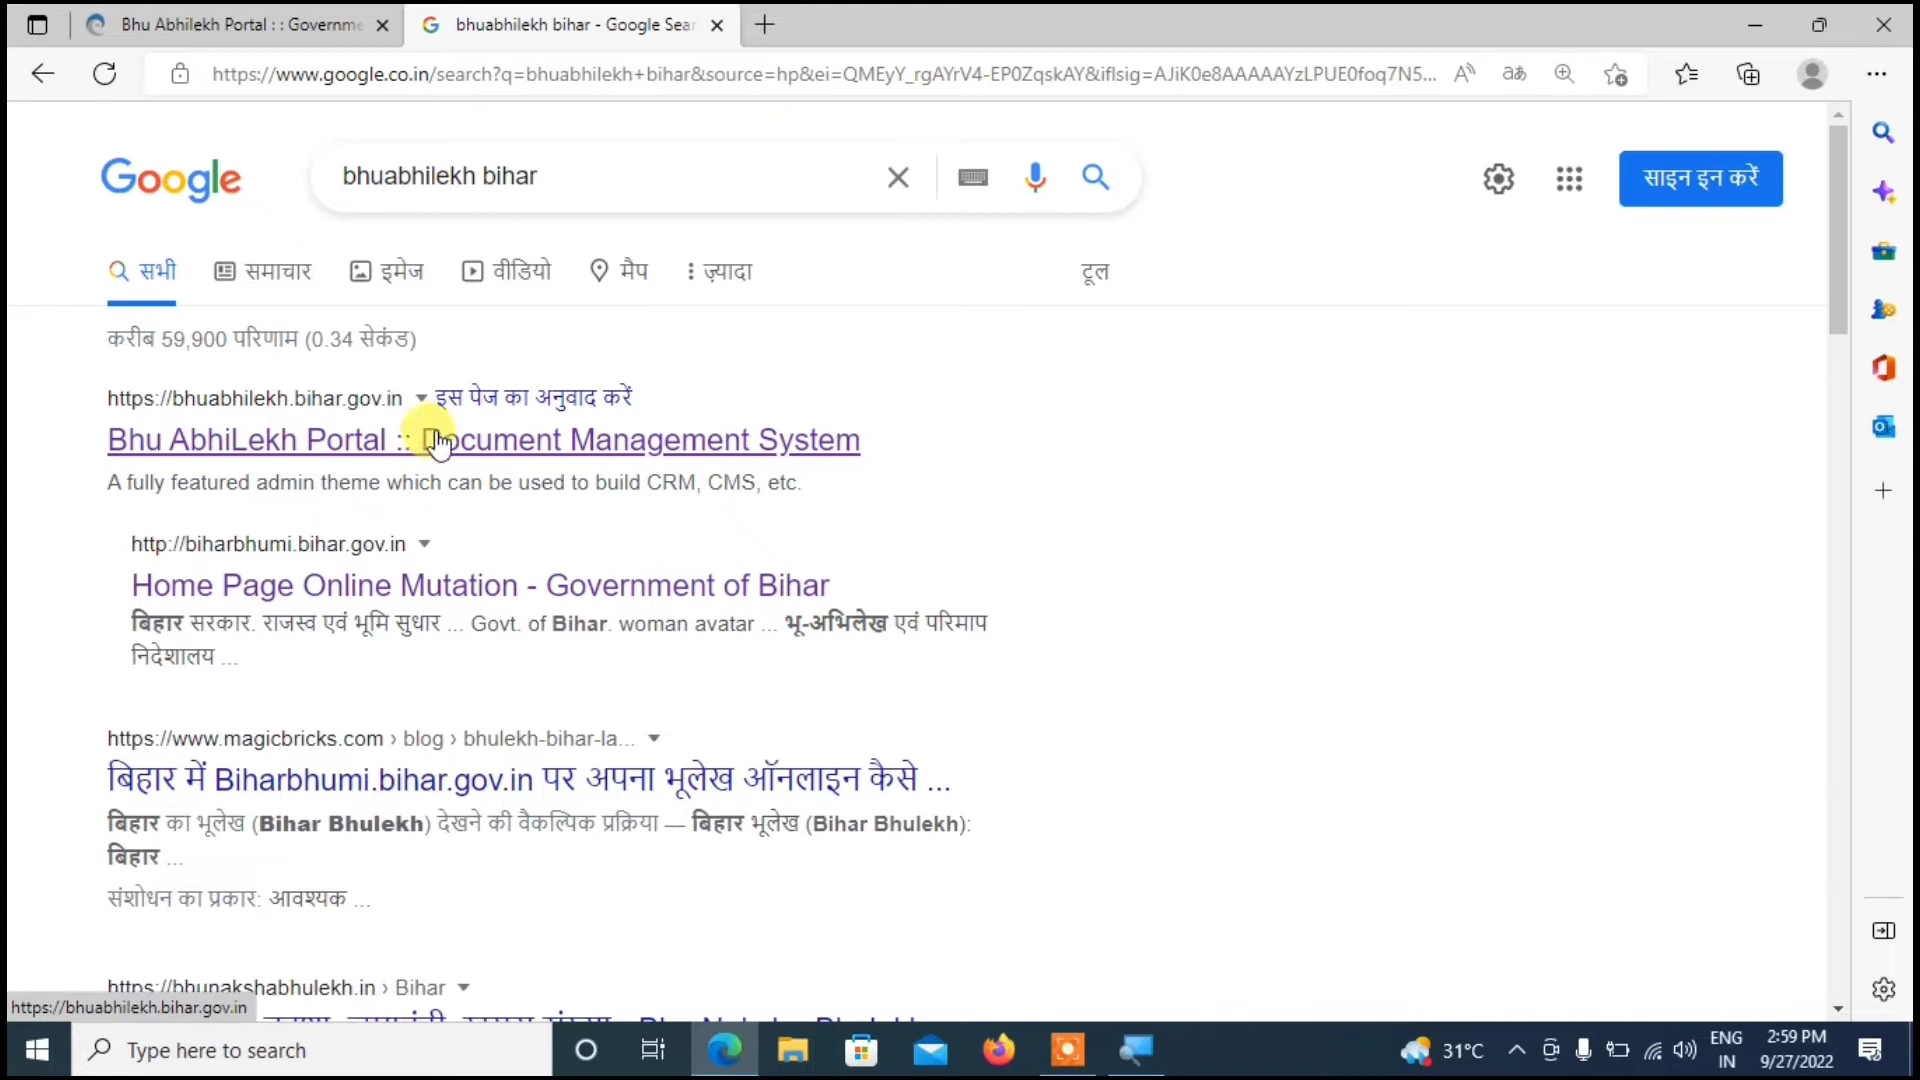 Bhu Abhilekh Portal : : Governme
bhuabhilekh bihar - Google Sear
https://www.google.co.in/search?q=bhuabhilekh+bihar&source=hp&ei=QMEyY_rgAYrV4-EP0ZqskAY&iflsig=AJiK0e8AAAAAYzLPUE0foq7N5...
Google
bhuabhilekh bihar
साइन इन करें
सभी समाचार इमेज वीडियो मैप ज़्यादा टूल
करीब 59,900 परिणाम (0.34 सेकंड)
https://bhuabhilekh.bihar.gov.in इस पेज का अनुवाद करें
Bhu AbhiLekh Portal :: Document Management System
A fully featured admin theme which can be used to build CRM, CMS, etc.
http://biharbhumi.bihar.gov.in
Home Page Online Mutation - Government of Bihar
बिहार सरकार. राजस्व एवं भूमि सुधार ... Govt. of Bihar. woman avatar ... भू-अभिलेख एवं परिमाप
निदेशालय ...
https://www.magicbricks.com › blog › bhulekh-bihar-la...
बिहार में Biharbhumi.bihar.gov.in पर अपना भूलेख ऑनलाइन कैसे ...
बिहार का भूलेख (Bihar Bhulekh) देखने की वैकल्पिक प्रक्रिया — बिहार भूलेख (Bihar Bhulekh):
बिहार ...
संशोधन का प्रकार: आवश्यक ...
https://bhunakshabhulekh.in › Bihar
https://bhuabhilekh.bihar.gov.in
Type here to search
31°C
ENG
IN
2:59 PM
9/27/2022